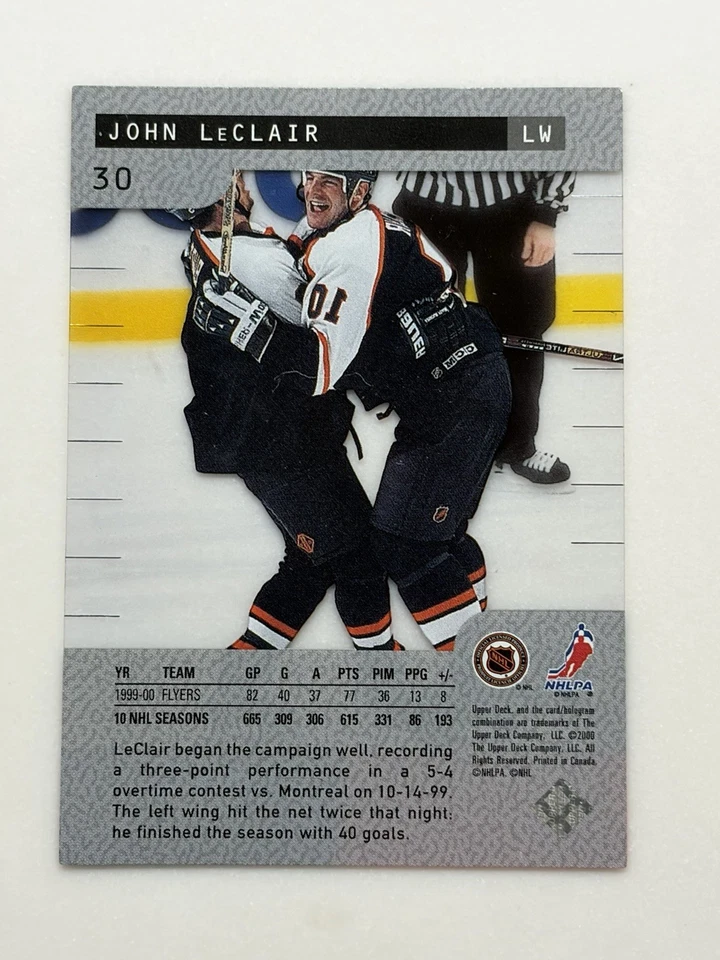 JOHN LeCLAIR LW
30
10
BAUER
YR TEAM GP G A PTS PIM PPG +/-
1999-00 FLYERS 82 40 37 77 36 13 8
10 NHL SEASONS 665 309 306 615 331 86 193
LeClair began the campaign well, recording
a three-point performance in a 5-4
overtime contest vs. Montreal on 10-14-99.
The left wing hit the net twice that night;
he finished the season with 40 goals.
NHL
© NHL
NHLPA
© NHLPA
Upper Deck, and the card/hologram
combination are trademarks of The
Upper Deck Company, LLC. ©2000
The Upper Deck Company, LLC. All
Rights Reserved. Printed in Canada.
©NHLPA. ©NHL